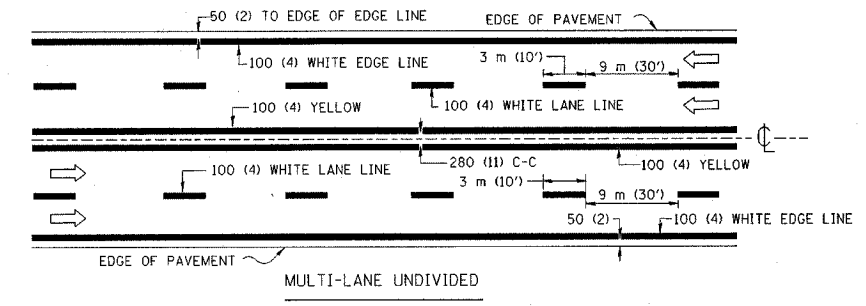 50 (2) TO EDGE OF EDGE LINE
EDGE OF PAVEMENT
100 (4) WHITE EDGE LINE
3 m (10')
9 m (30')
100 (4) YELLOW
100 (4) WHITE LANE LINE
℄
280 (11) C-C
100 (4) YELLOW
100 (4) WHITE LANE LINE
3 m (10')
9 m (30')
50 (2)
100 (4) WHITE EDGE LINE
EDGE OF PAVEMENT
MULTI-LANE UNDIVIDED